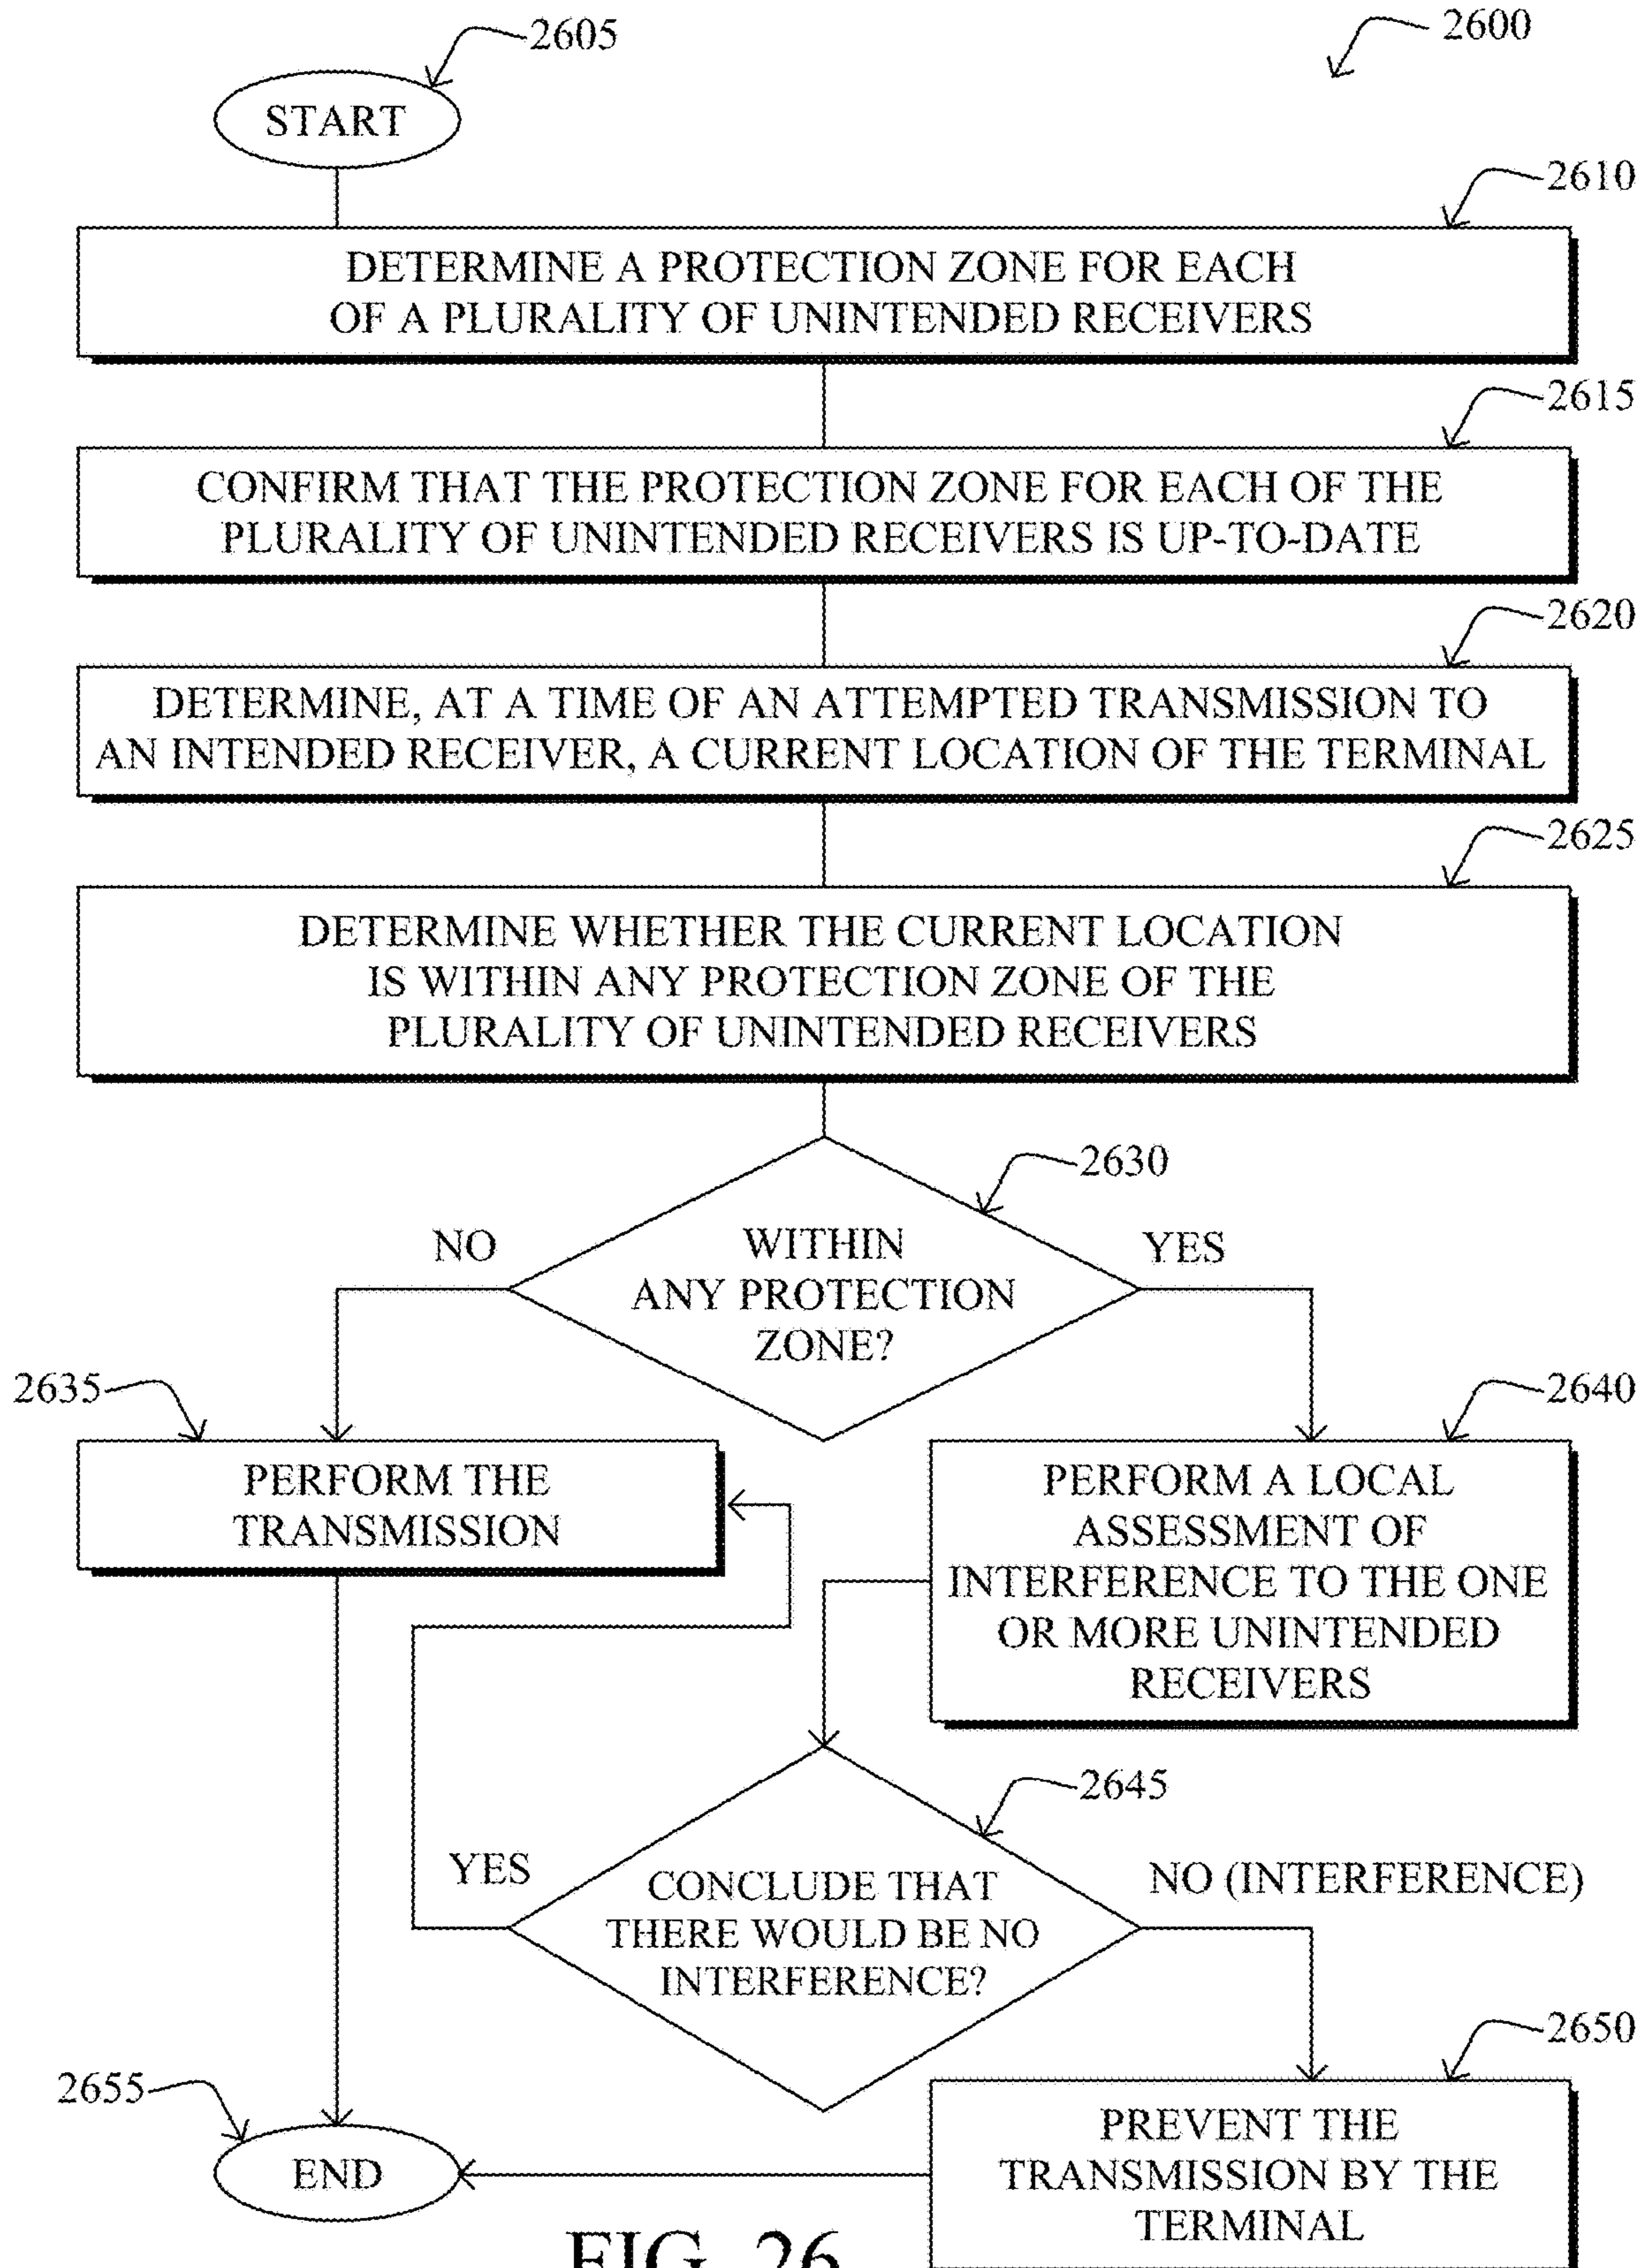 2605
2600
START
2610
DETERMINE A PROTECTION ZONE FOR EACH
OF A PLURALITY OF UNINTENDED RECEIVERS
2615
CONFIRM THAT THE PROTECTION ZONE FOR EACH OF THE
PLURALITY OF UNINTENDED RECEIVERS IS UP-TO-DATE
2620
DETERMINE, AT A TIME OF AN ATTEMPTED TRANSMISSION TO
AN INTENDED RECEIVER, A CURRENT LOCATION OF THE TERMINAL
2625
DETERMINE WHETHER THE CURRENT LOCATION
IS WITHIN ANY PROTECTION ZONE OF THE
PLURALITY OF UNINTENDED RECEIVERS
2630
NO
YES
WITHIN
ANY PROTECTION
ZONE?
2635
2640
PERFORM THE
TRANSMISSION
PERFORM A LOCAL
ASSESSMENT OF
INTERFERENCE TO THE ONE
OR MORE UNINTENDED
RECEIVERS
2645
YES
NO (INTERFERENCE)
CONCLUDE THAT
THERE WOULD BE NO
INTERFERENCE?
2650
2655
END
PREVENT THE
TRANSMISSION BY THE
TERMINAL
FIG. 26